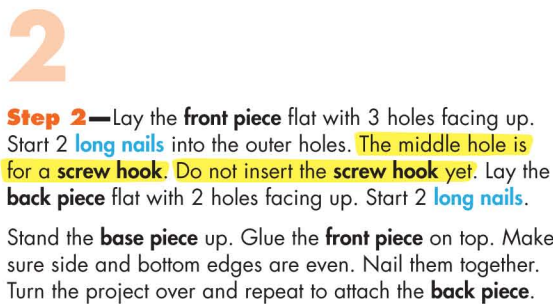 2
Step 2—Lay the front piece flat with 3 holes facing up.
Start 2 long nails into the outer holes. The middle hole is
for a screw hook. Do not insert the screw hook yet. Lay the
back piece flat with 2 holes facing up. Start 2 long nails.
Stand the base piece up. Glue the front piece on top. Make
sure side and bottom edges are even. Nail them together.
Turn the project over and repeat to attach the back piece.